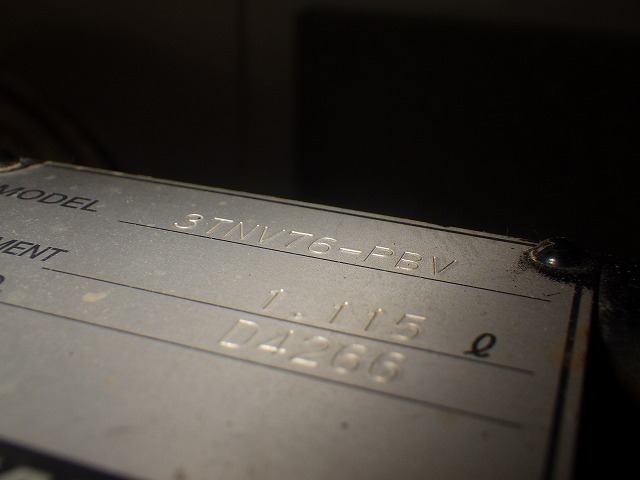 MODEL 3TNV76-PBV
MENT 1.115 ℓ
D4266